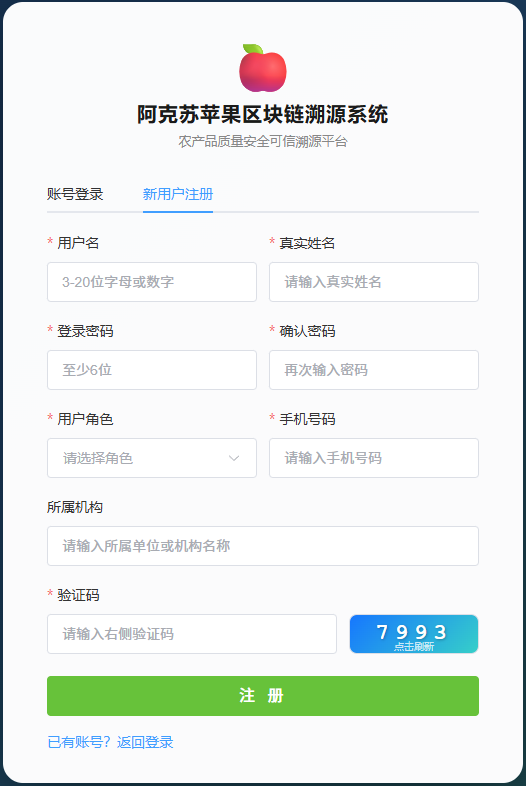 阿克苏苹果区块链溯源系统
农产品质量安全可信溯源平台
账号登录 新用户注册
* 用户名 * 真实姓名
3-20位字母或数字 请输入真实姓名
* 登录密码 * 确认密码
至少6位 再次输入密码
* 用户角色 * 手机号码
请选择角色 请输入手机号码
所属机构
请输入所属单位或机构名称
* 验证码
请输入右侧验证码 7 9 9 3
点击刷新
注 册
已有账号？返回登录